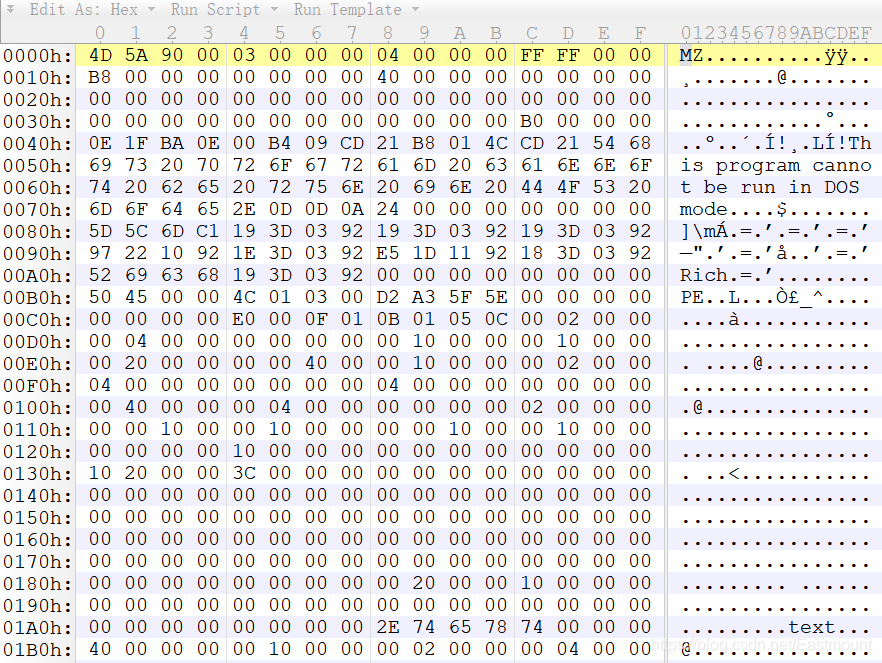 Edit As: Hex Run Script Run Template
0 1 2 3 4 5 6 7 8 9 A B C D E F 0123456789ABCDEF
0000h: 4D 5A 90 00 03 00 00 00 04 00 00 00 FF FF 00 00 MZ..........ÿÿ..
0010h: B8 00 00 00 00 00 00 00 40 00 00 00 00 00 00 00 ¸.......@.......
0020h: 00 00 00 00 00 00 00 00 00 00 00 00 00 00 00 00 ................
0030h: 00 00 00 00 00 00 00 00 00 00 00 00 B0 00 00 00 ............°...
0040h: 0E 1F BA 0E 00 B4 09 CD 21 B8 01 4C CD 21 54 68 ..º..´.Í!¸.LÍ!Th
0050h: 69 73 20 70 72 6F 67 72 61 6D 20 63 61 6E 6E 6F is program canno
0060h: 74 20 62 65 20 72 75 6E 20 69 6E 20 44 4F 53 20 t be run in DOS
0070h: 6D 6F 64 65 2E 0D 0D 0A 24 00 00 00 00 00 00 00 mode....$.......
0080h: 5D 5C 6D C1 19 3D 03 92 19 3D 03 92 19 3D 03 92 ]\mÁ.=.’.=.’.=.’
0090h: 97 22 10 92 1E 3D 03 92 E5 1D 11 92 18 3D 03 92 —".’.=.’å..’.=.’
00A0h: 52 69 63 68 19 3D 03 92 00 00 00 00 00 00 00 00 Rich.=.’........
00B0h: 50 45 00 00 4C 01 03 00 D2 A3 5F 5E 00 00 00 00 PE..L...Ò£_^....
00C0h: 00 00 00 00 E0 00 0F 01 0B 01 05 0C 00 02 00 00 ....à...........
00D0h: 00 04 00 00 00 00 00 00 00 10 00 00 00 10 00 00 ................
00E0h: 00 20 00 00 00 00 40 00 00 10 00 00 00 02 00 00 . ....@.........
00F0h: 04 00 00 00 00 00 00 00 04 00 00 00 00 00 00 00 ................
0100h: 00 40 00 00 00 04 00 00 00 00 00 00 02 00 00 00 .@..............
0110h: 00 00 10 00 00 10 00 00 00 00 10 00 00 10 00 00 ................
0120h: 00 00 00 00 10 00 00 00 00 00 00 00 00 00 00 00 ................
0130h: 10 20 00 00 3C 00 00 00 00 00 00 00 00 00 00 00 . ..<...........
0140h: 00 00 00 00 00 00 00 00 00 00 00 00 00 00 00 00 ................
0150h: 00 00 00 00 00 00 00 00 00 00 00 00 00 00 00 00 ................
0160h: 00 00 00 00 00 00 00 00 00 00 00 00 00 00 00 00 ................
0170h: 00 00 00 00 00 00 00 00 00 00 00 00 00 00 00 00 ................
0180h: 00 00 00 00 00 00 00 00 00 20 00 00 10 00 00 00 ......... ......
0190h: 00 00 00 00 00 00 00 00 00 00 00 00 00 00 00 00 ................
01A0h: 00 00 00 00 00 00 00 00 2E 74 65 78 74 00 00 00 .........text...
01B0h: 40 00 00 00 00 10 00 00 00 02 00 00 00 04 00 00 @...............
https://blog.csdn.net/Eastmount